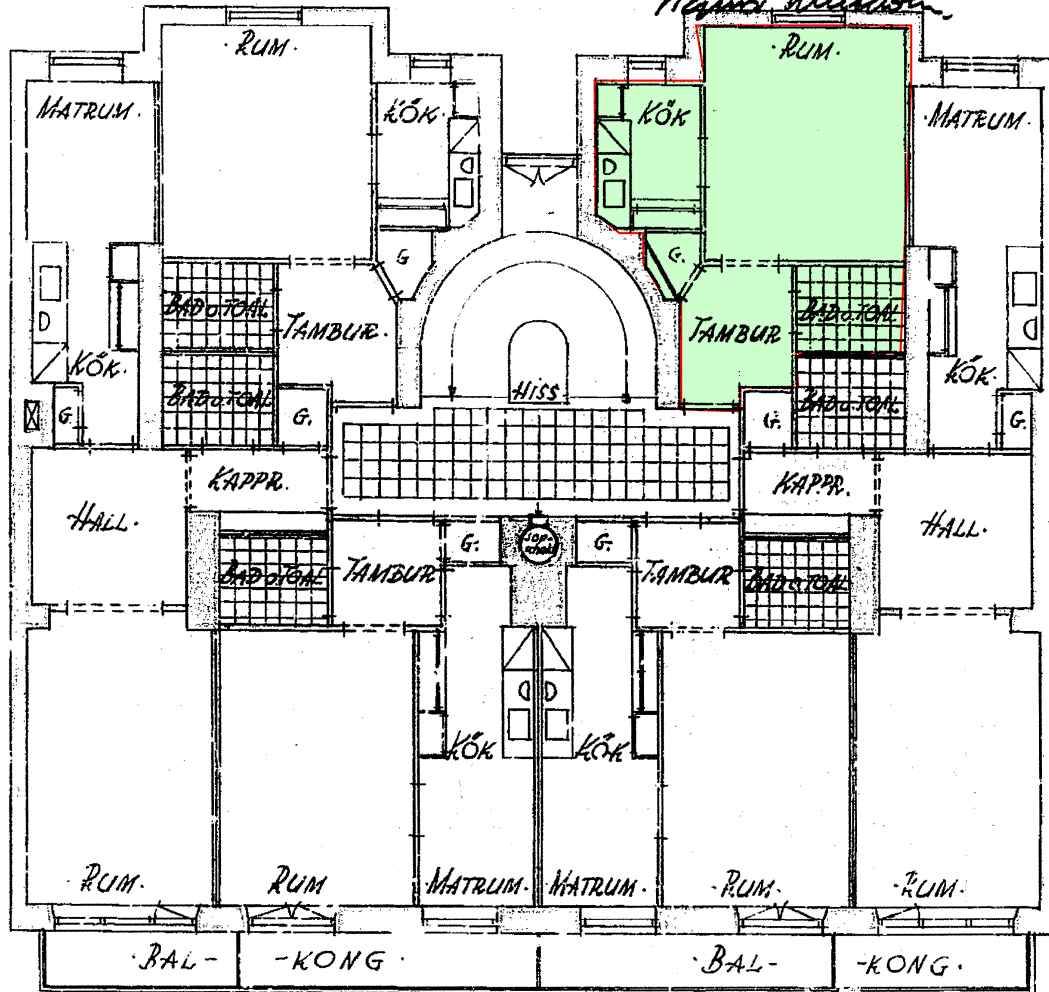 ·RUM·
·RUM·
MATRUM·
KÖK·
KÖK
MATRUM·
G
G.
BAD o TOAL
TAMBUR·
TAMBUR
BAD o TOAL
KÖK·
BAD o TOAL
HISS
BAD o TOAL
KÖK·
G.
G.
G.
G.
KAPPR.
KAPPR.
HALL·
HALL·
G.
G.
BAD o TOAL
TAMBUR
TAMBUR
BAD o TOAL
KÖK
KÖK
·RUM·
RUM
MATRUM·
MATRUM·
·RUM·
·RUM·
·BAL-
-KONG·
·BAL-
-KONG·